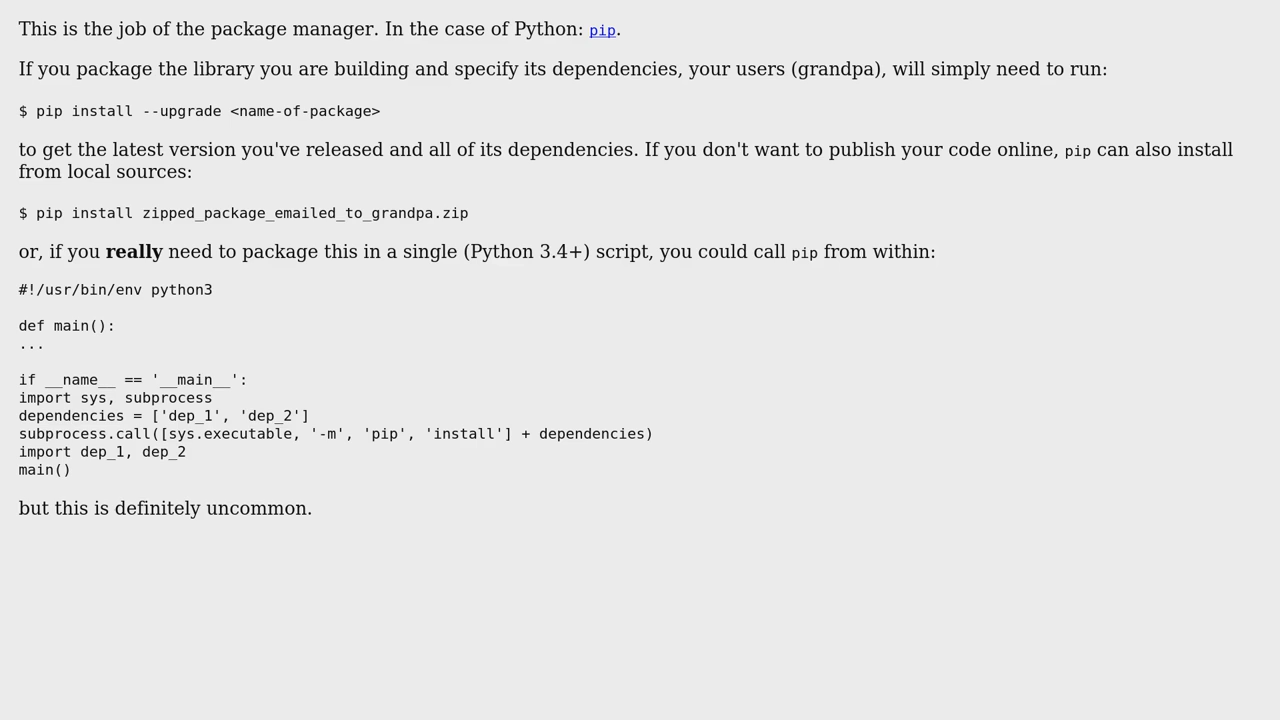 This is the job of the package manager. In the case of Python: pip.
If you package the library you are building and specify its dependencies, your users (grandpa), will simply need to run:
$ pip install --upgrade <name-of-package>
to get the latest version you've released and all of its dependencies. If you don't want to publish your code online, pip can also install
from local sources:
$ pip install zipped_package_emailed_to_grandpa.zip
or, if you really need to package this in a single (Python 3.4+) script, you could call pip from within:
#!/usr/bin/env python3
def main():
...
if __name__ == '__main__':
import sys, subprocess
dependencies = ['dep_1', 'dep_2']
subprocess.call([sys.executable, '-m', 'pip', 'install'] + dependencies)
import dep_1, dep_2
main()
but this is definitely uncommon.